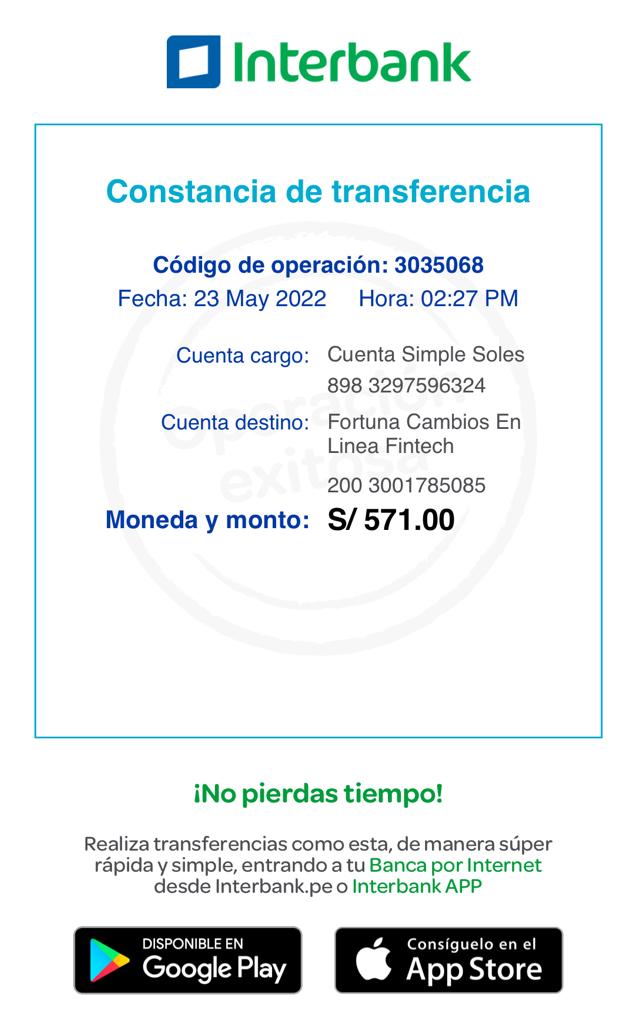 Interbank
Constancia de transferencia
Código de operación: 3035068
Fecha: 23 May 2022 Hora: 02:27 PM
Cuenta cargo: Cuenta Simple Soles
898 3297596324
Cuenta destino: Fortuna Cambios En
Linea Fintech
200 3001785085
Operación
exitosa
Moneda y monto: S/ 571.00
¡No pierdas tiempo!
Realiza transferencias como esta, de manera súper
rápida y simple, entrando a tu Banca por Internet
desde Interbank.pe o Interbank APP
DISPONIBLE EN
Google Play
Consíguelo en el
App Store